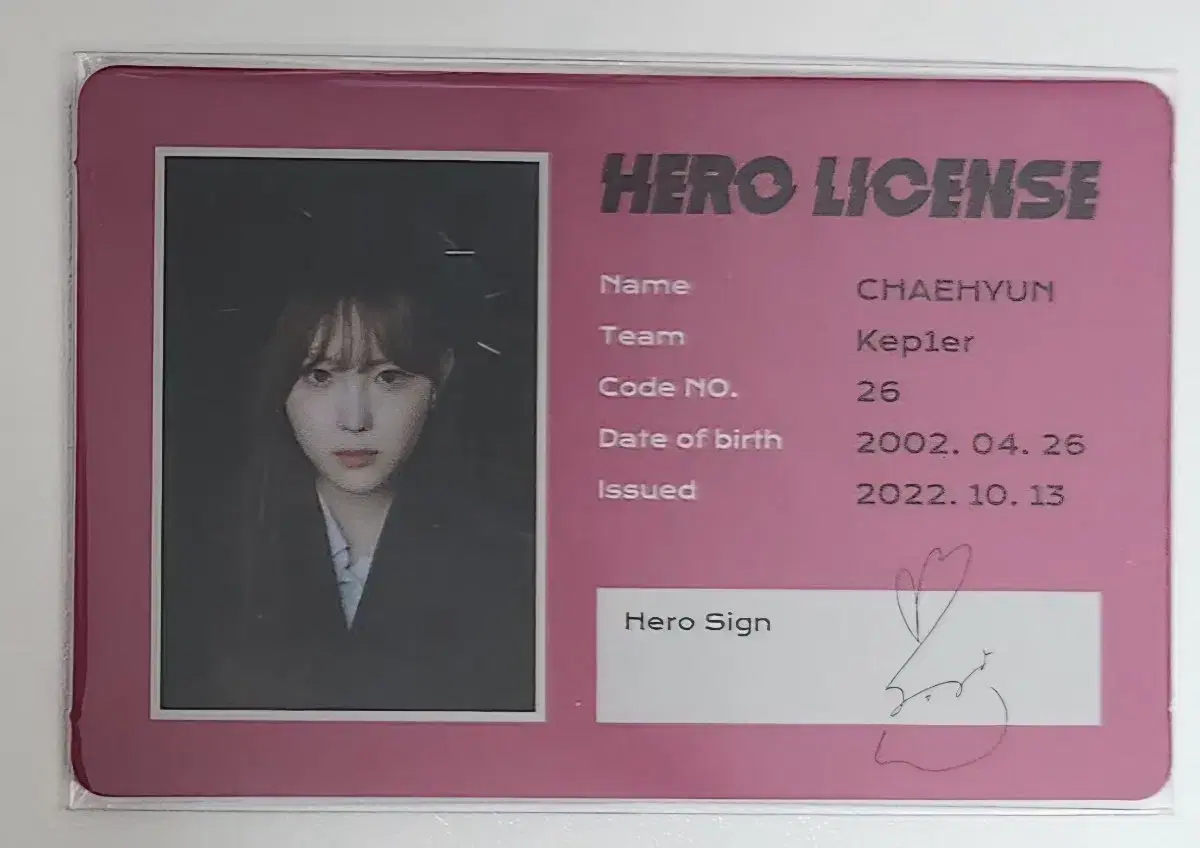 HERO LICENSE
Name CHAEHYUN
Team Kep1er
Code NO. 26
Date of birth 2002. 04. 26
Issued 2022. 10. 13
Hero Sign